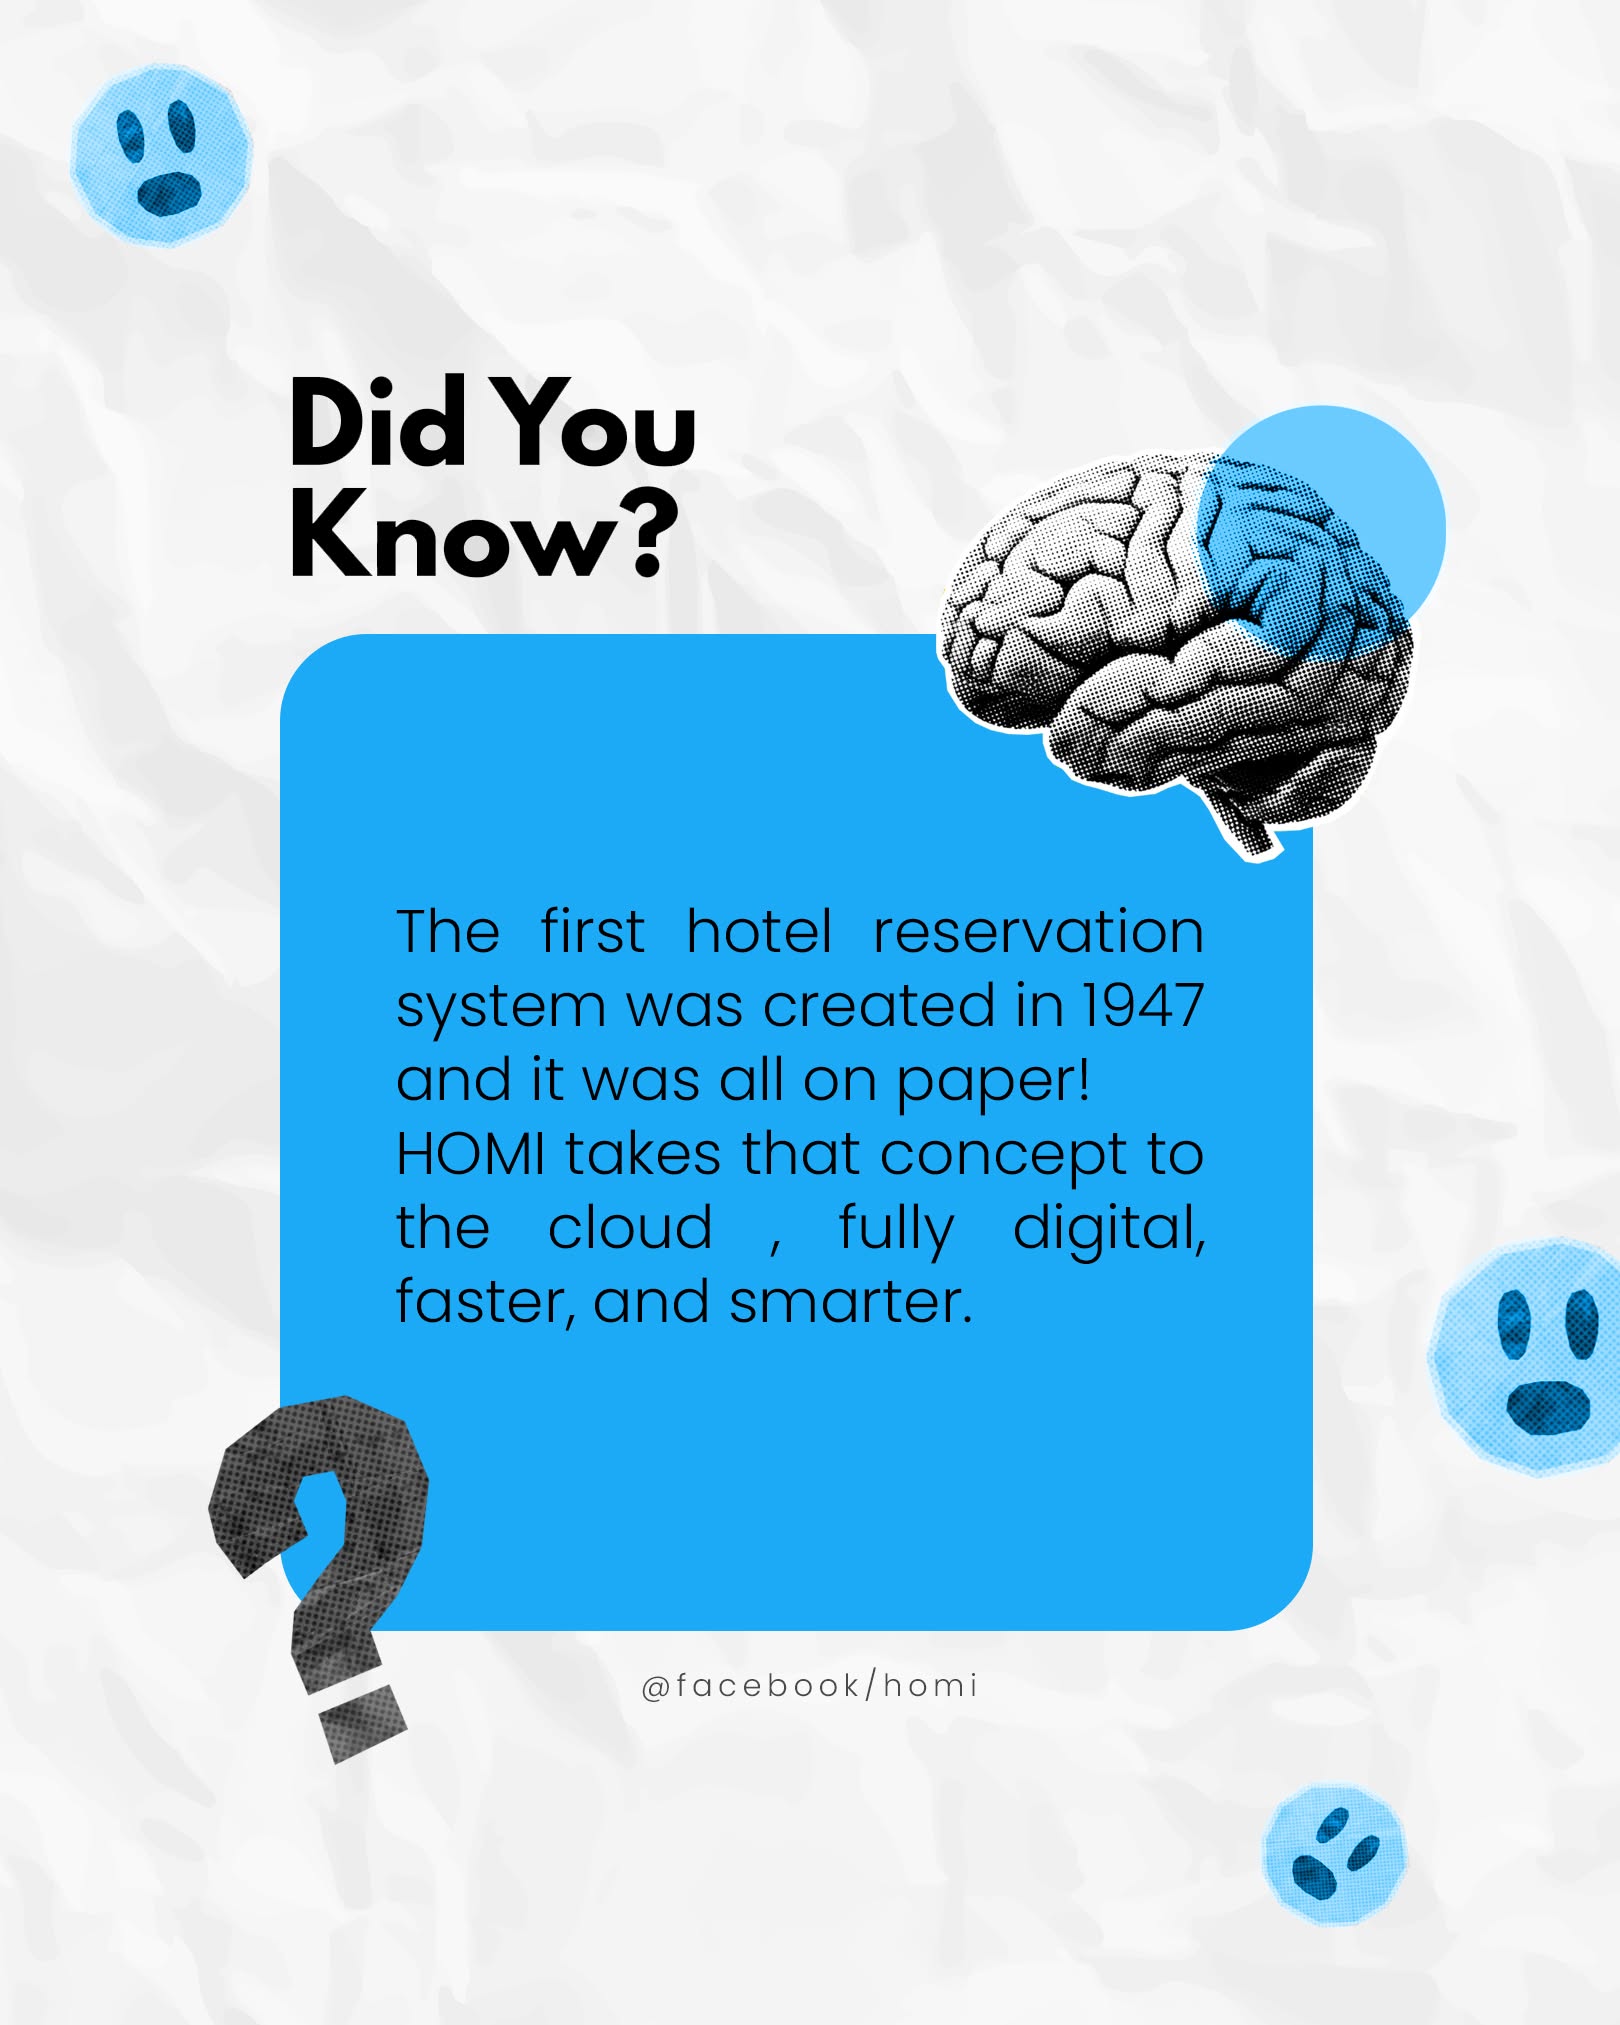 Did You
Know?
The first hotel reservation
system was created in 1947
and it was all on paper!
HOMI takes that concept to
the cloud , fully digital,
faster, and smarter.
@facebook/homi